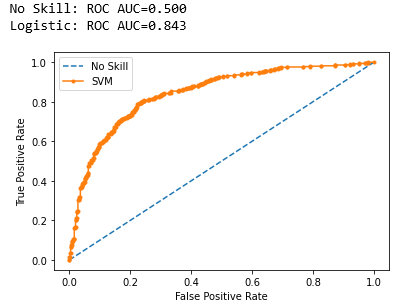 No Skill: ROC AUC=0.500
Logistic: ROC AUC=0.843
No Skill
SVM
True Positive Rate
1.0
0.8
0.6
0.4
0.2
0.0
0.0 0.2 0.4 0.6 0.8 1.0
False Positive Rate